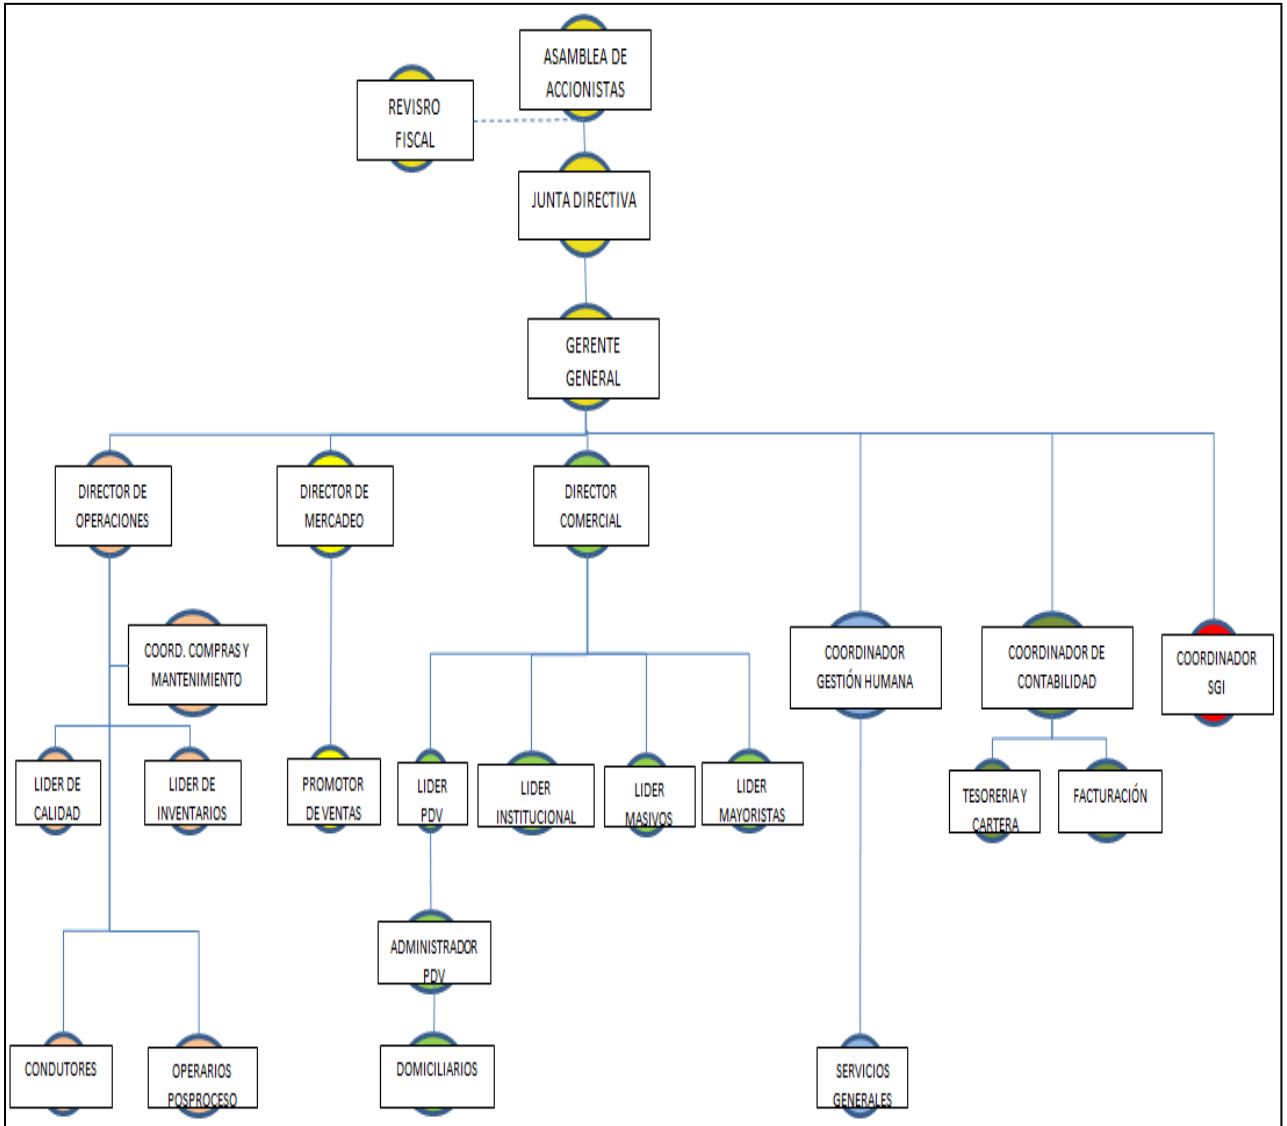 ASAMBLEA DE
ACCIONISTAS
REVISRO
FISCAL
JUNTA DIRECTIVA
GERENTE
GENERAL
DIRECTOR DE
OPERACIONES
DIRECTOR DE
MERCADEO
DIRECTOR
COMERCIAL
COORD. COMPRAS Y
MANTENIMIENTO
COORDINADOR
GESTIÓN HUMANA
COORDINADOR DE
CONTABILIDAD
COORDINADOR
SGI
LIDER DE
CALIDAD
LIDER DE
INVENTARIOS
PROMOTOR
DE VENTAS
LIDER
PDV
LIDER
INSTITUCIONAL
LIDER
MASIVOS
LIDER
MAYORISTAS
TESORERIA Y
CARTERA
FACTURACIÓN
ADMINISTRADOR
PDV
CONDUTORES
OPERARIOS
POSPROCESO
DOMICILIARIOS
SERVICIOS
GENERALES